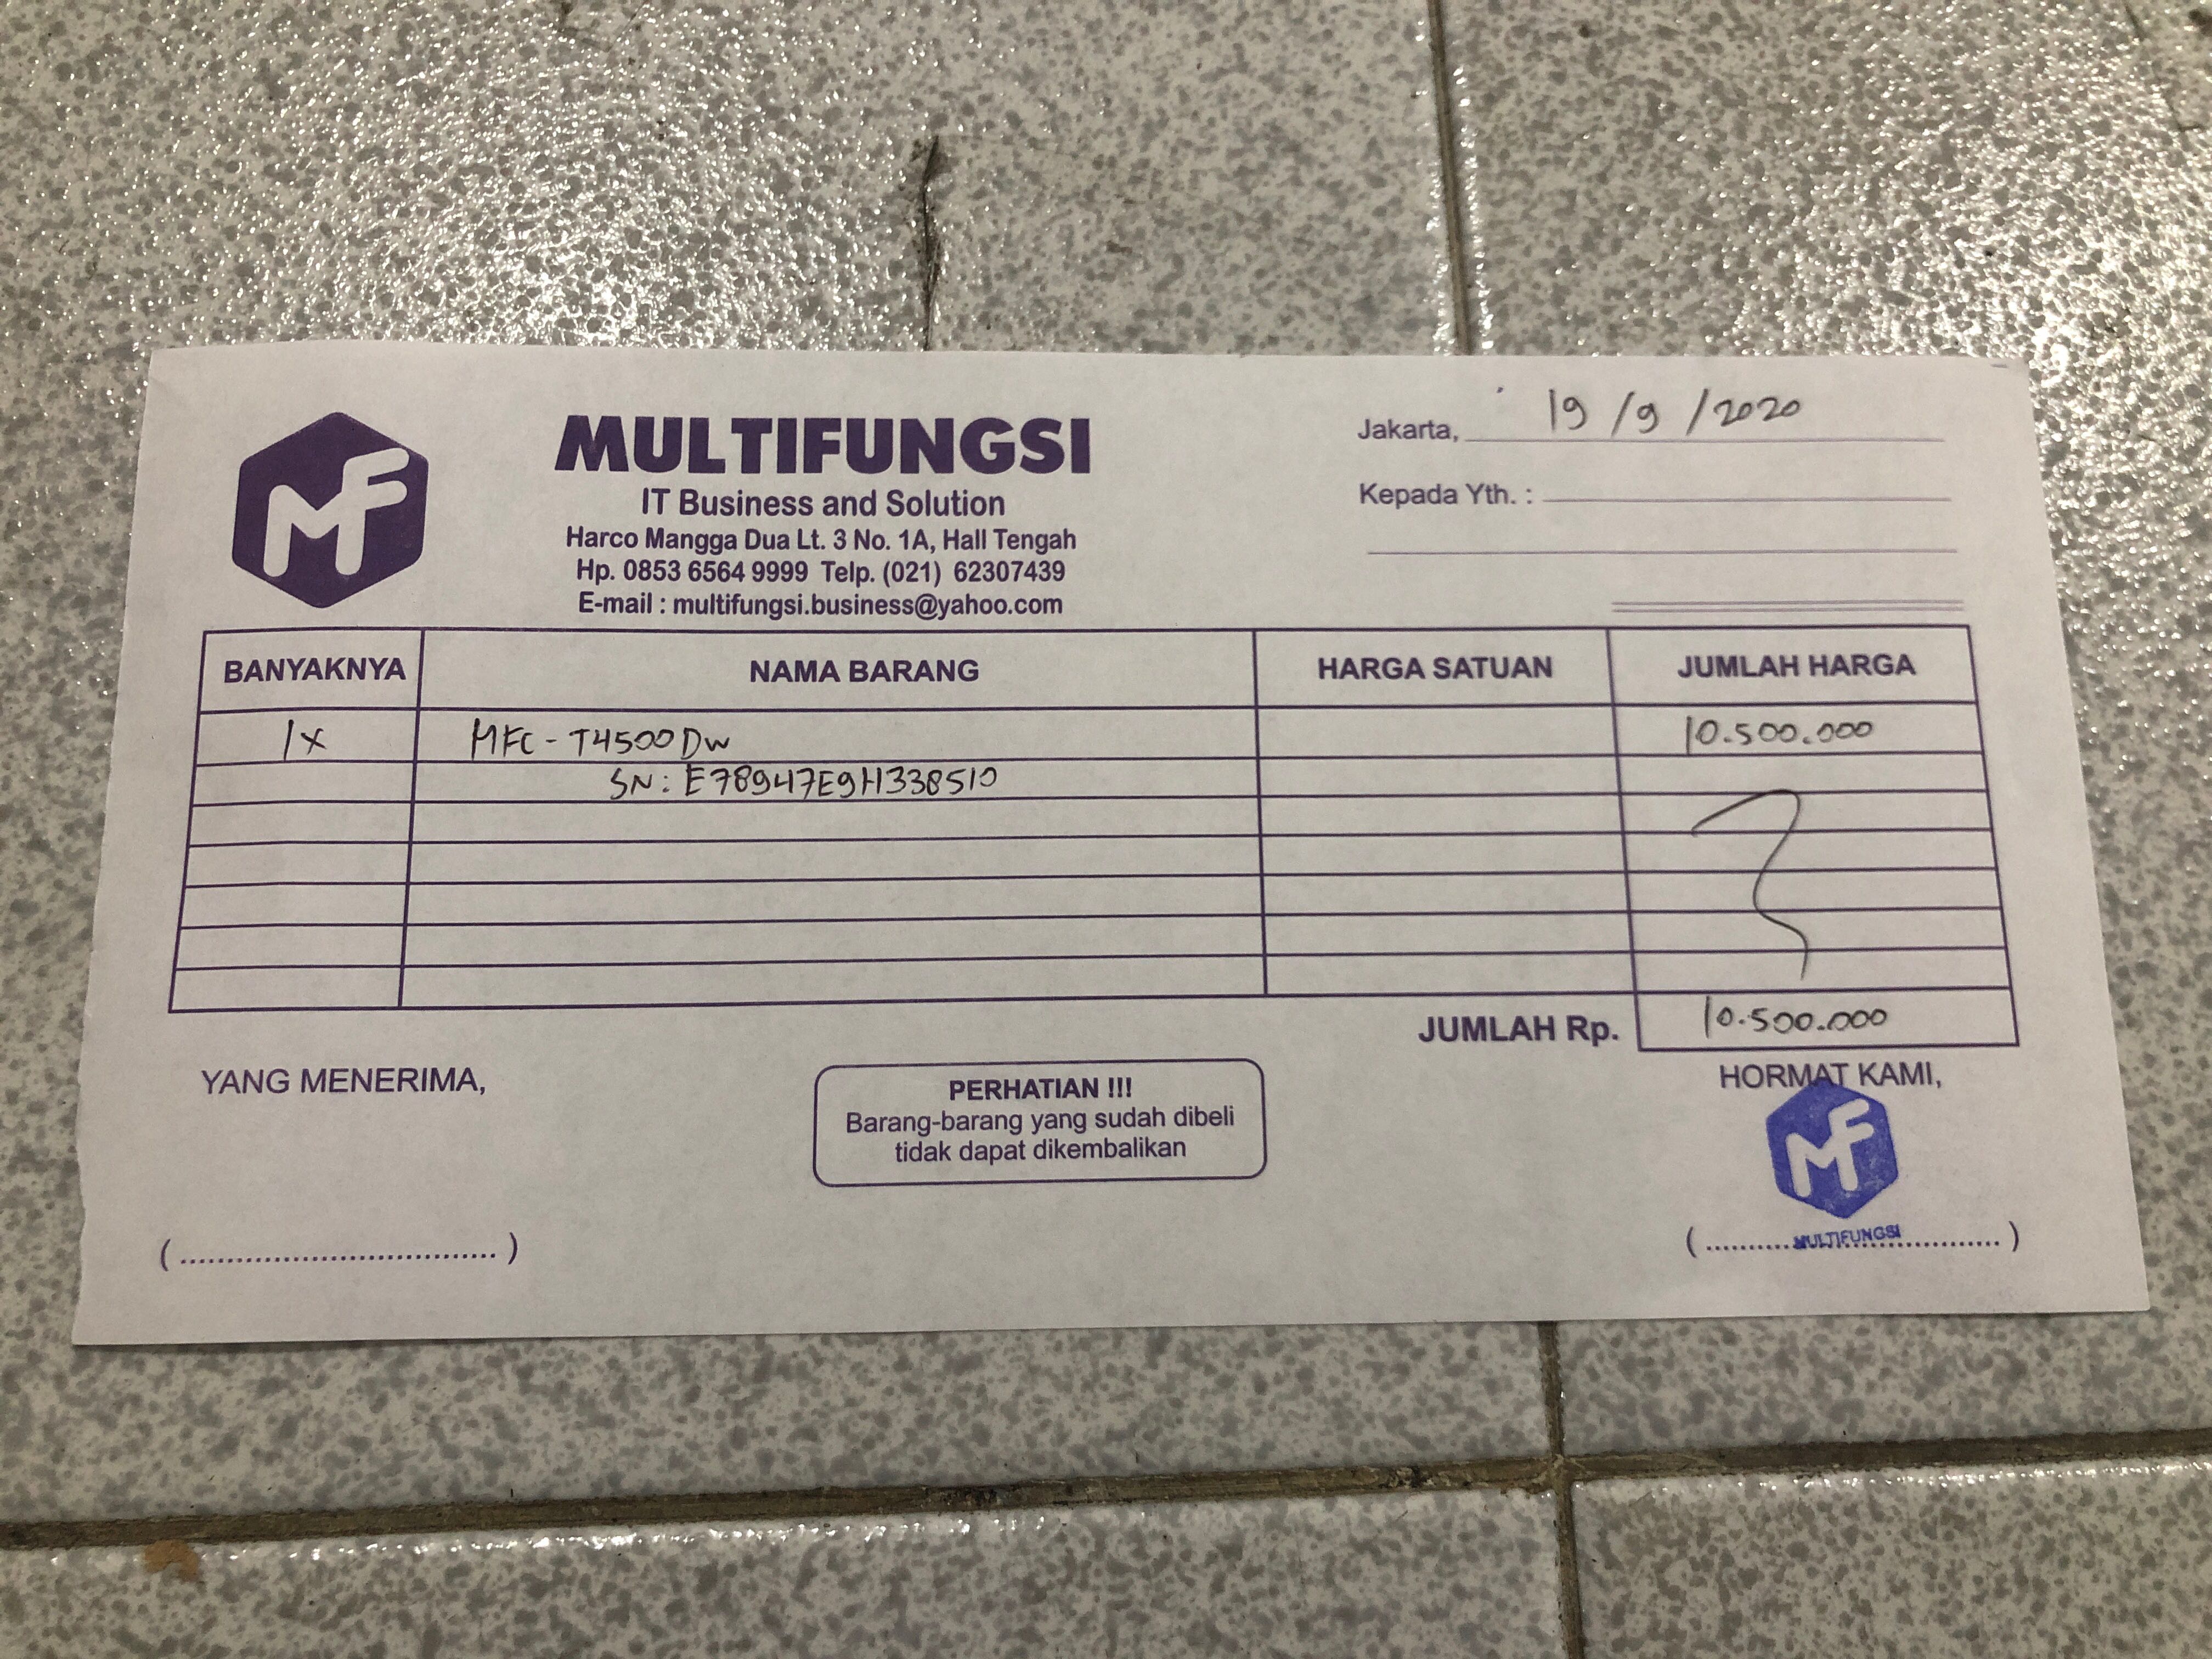 MF
MULTIFUNGSI
IT Business and Solution
Harco Mangga Dua Lt. 3 No. 1A, Hall Tengah
Hp. 0853 6564 9999 Telp. (021) 62307439
E-mail : multifungsi.business@yahoo.com
Jakarta, 19/9/2020
Kepada Yth. :
BANYAKNYA NAMA BARANG HARGA SATUAN JUMLAH HARGA
1x MFC-T4500DW 10.500.000
SN: E78947E9H338510
JUMLAH Rp. 10.500.000
YANG MENERIMA,
PERHATIAN !!!
Barang-barang yang sudah dibeli
tidak dapat dikembalikan
HORMAT KAMI,
MF
MULTIFUNGSI